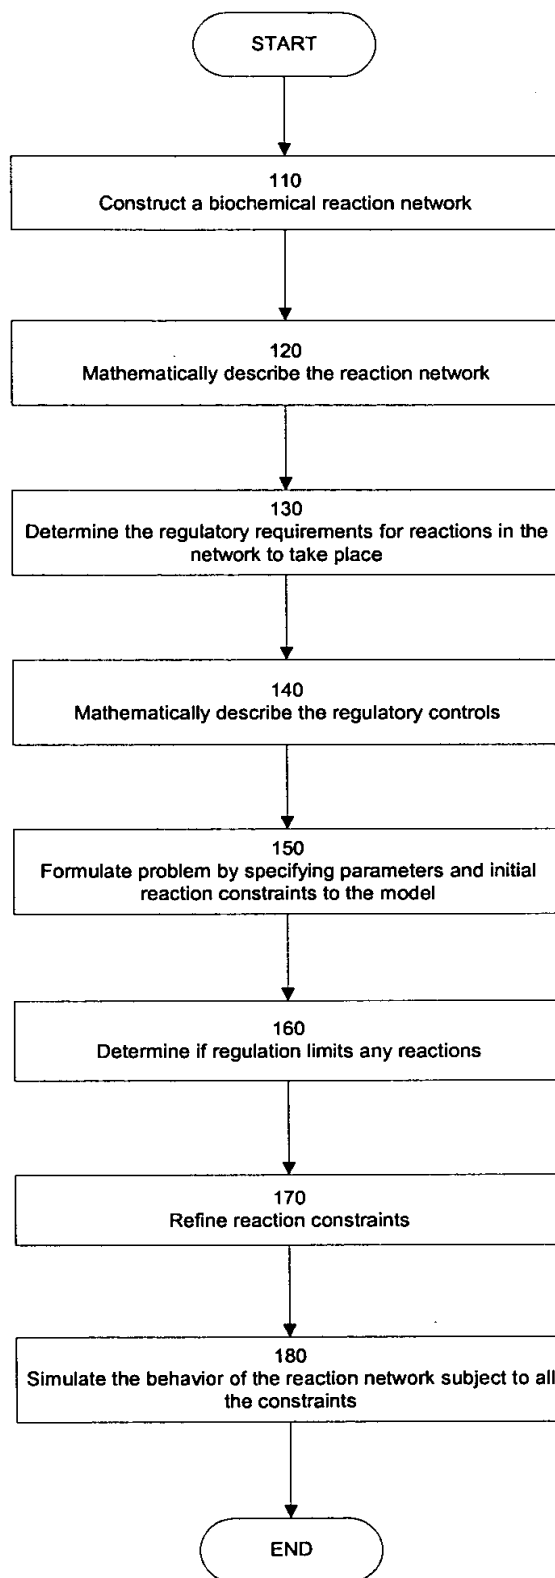 START
110
Construct a biochemical reaction network
120
Mathematically describe the reaction network
130
Determine the regulatory requirements for reactions in the
network to take place
140
Mathematically describe the regulatory controls
150
Formulate problem by specifying parameters and initial
reaction constraints to the model
160
Determine if regulation limits any reactions
170
Refine reaction constraints
180
Simulate the behavior of the reaction network subject to all
the constraints
END